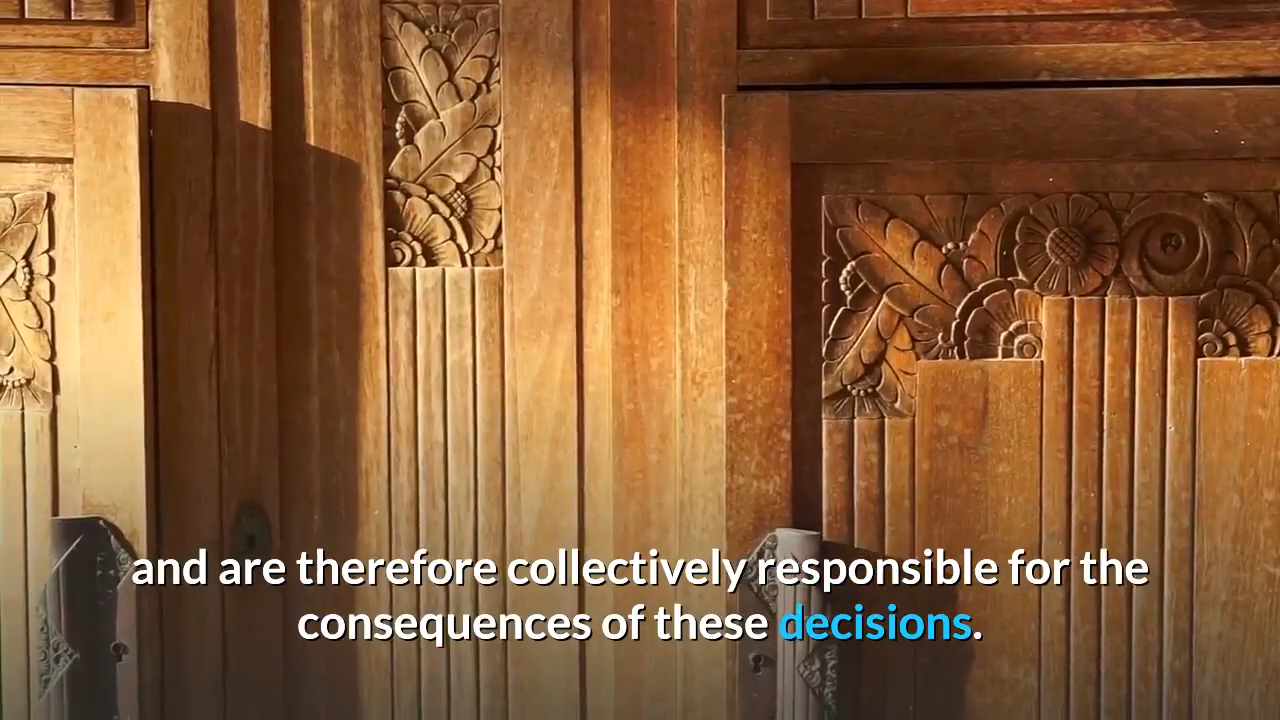 and are therefore collectively responsible for the
consequences of these decisions.